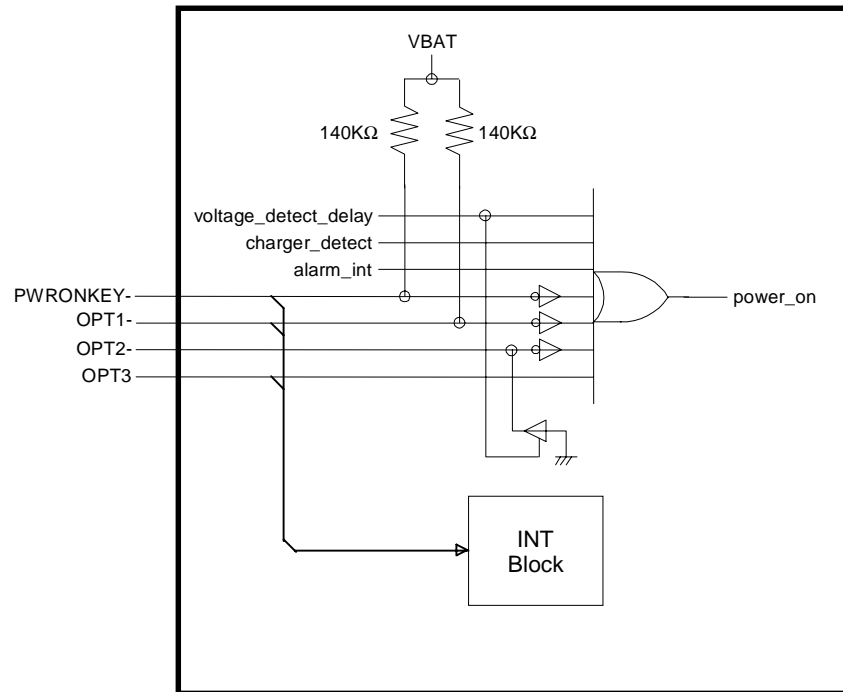 VBAT
140KΩ
140KΩ
voltage_detect_delay
charger_detect
alarm_int
PWRONKEY-
OPT1-
OPT2-
OPT3
power_on
INT
Block